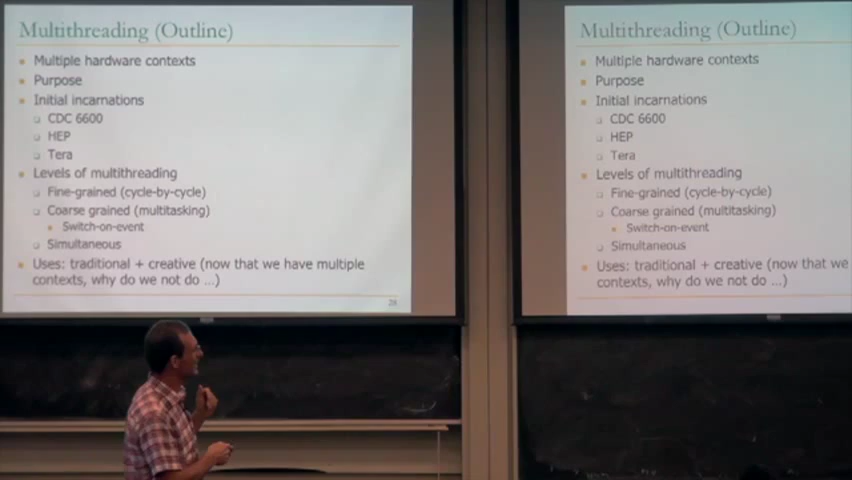 Multithreading (Outline)
Multiple hardware contexts
Purpose
Initial incarnations
CDC 6600
HEP
Tera
Levels of multithreading
Fine-grained (cycle-by-cycle)
Coarse grained (multitasking)
Switch-on-event
Simultaneous
Uses: traditional + creative (now that we have multiple
contexts, why do we not do ...)
28
Multithreading (Outline)
Multiple hardware contexts
Purpose
Initial incarnations
CDC 6600
HEP
Tera
Levels of multithreading
Fine-grained (cycle-by-cycle)
Coarse grained (multitasking)
Switch-on-event
Simultaneous
Uses: traditional + creative (now that we
contexts, why do we not do ...)